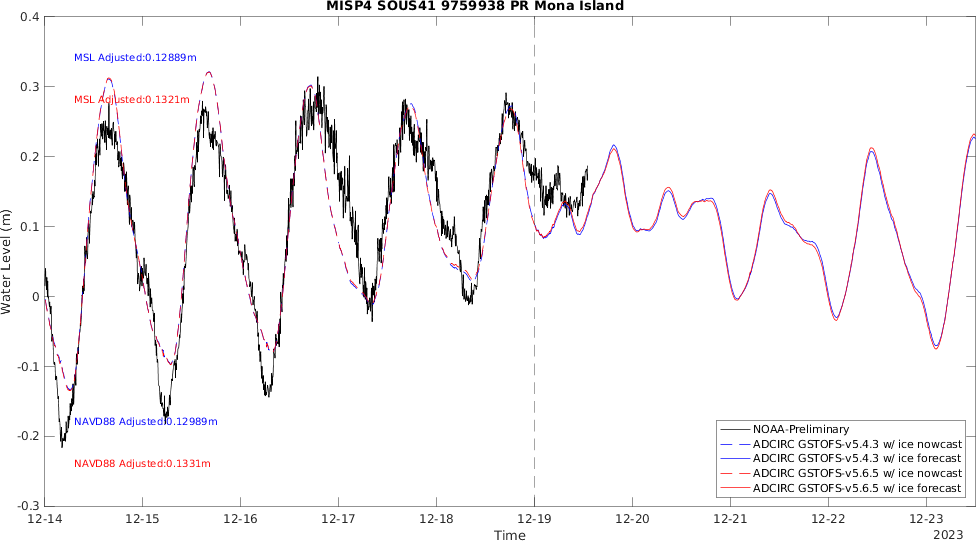 MISP4 SOUS41 9759938 PR Mona Island
0.4
0.3
0.2
0.1
0
-0.1
-0.2
-0.3
Water Level (m)
MSL Adjusted:0.12889m
MSL Adjusted:0.1321m
NAVD88 Adjusted:0.12989m
NAVD88 Adjusted:0.1331m
NOAA-Preliminary
ADCIRC GSTOFS-v5.4.3 w/ ice nowcast
ADCIRC GSTOFS-v5.4.3 w/ ice forecast
ADCIRC GSTOFS-v5.6.5 w/ ice nowcast
ADCIRC GSTOFS-v5.6.5 w/ ice forecast
12-14 12-15 12-16 12-17 12-18 12-19 12-20 12-21 12-22 12-23
Time
2023